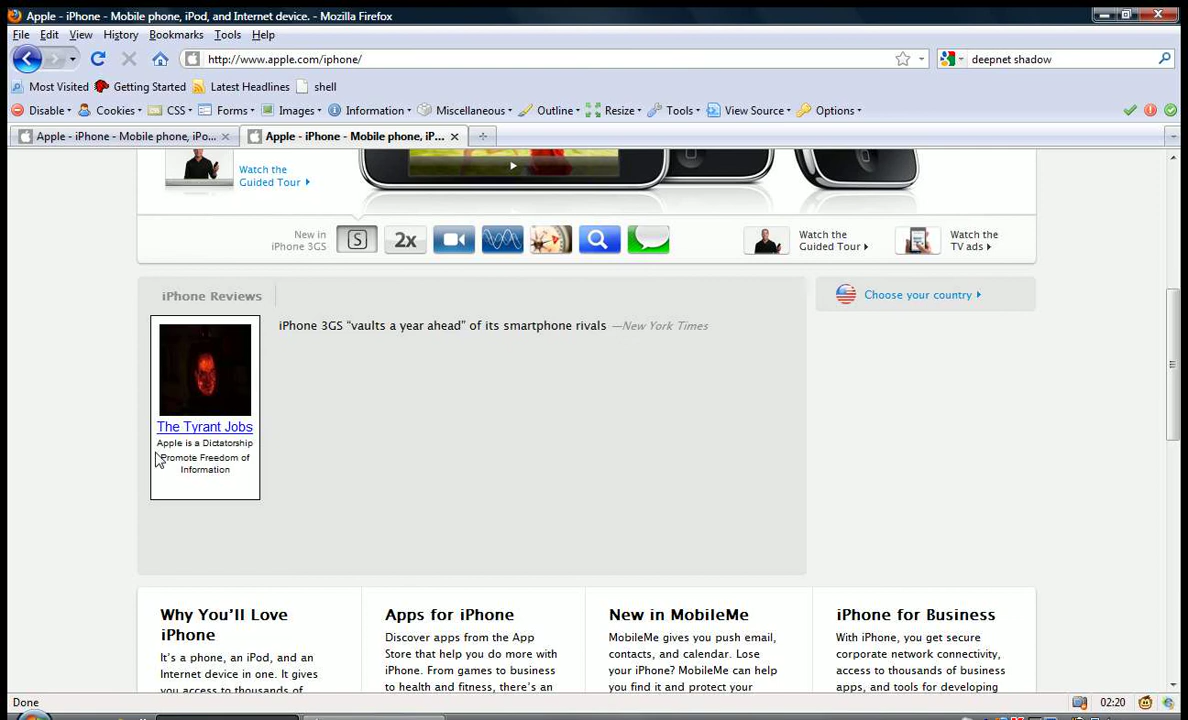 Apple - iPhone - Mobile phone, iPod, and Internet device. - Mozilla Firefox
File Edit View History Bookmarks Tools Help
http://www.apple.com/iphone/ deepnet shadow
Most Visited Getting Started Latest Headlines shell
Disable Cookies CSS Forms Images Information Miscellaneous Outline Resize Tools View Source Options
Apple - iPhone - Mobile phone, iPo... Apple - iPhone - Mobile phone, iP...
Watch the
Guided Tour
New in
iPhone 3GS
S
2x
Watch the
Guided Tour
Watch the
TV ads
iPhone Reviews
Choose your country
iPhone 3GS “vaults a year ahead” of its smartphone rivals —New York Times
The Tyrant Jobs
Apple is a Dictatorship
Promote Freedom of
Information
Why You’ll Love
iPhone
It’s a phone, an iPod, and an
Internet device in one. It gives
you access to thousands of
Apps for iPhone
Discover apps from the App
Store that help you do more with
iPhone. From games to business
to health and fitness, there’s an
New in MobileMe
MobileMe gives you push email,
contacts, and calendar. Lose
your iPhone? MobileMe can help
you find it and protect your
iPhone for Business
With iPhone, you get secure
corporate network connectivity,
access to thousands of business
apps, and tools for developing
Done 02:20